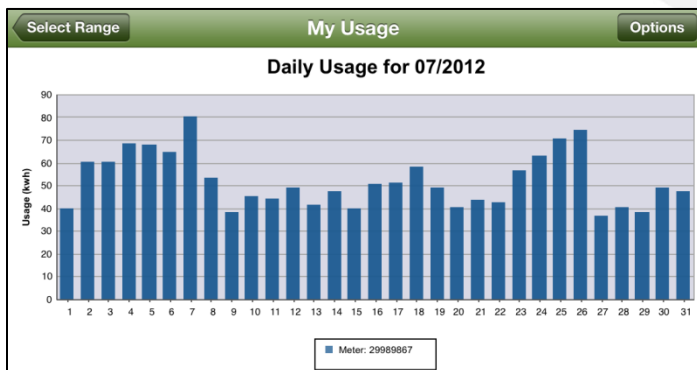 Select Range My Usage Options
Daily Usage for 07/2012
90
80
70
60
50
40
30
20
10
0
Usage (kwh)
1 2 3 4 5 6 7 8 9 10 11 12 13 14 15 16 17 18 19 20 21 22 23 24 25 26 27 28 29 30 31
Meter: 29989867